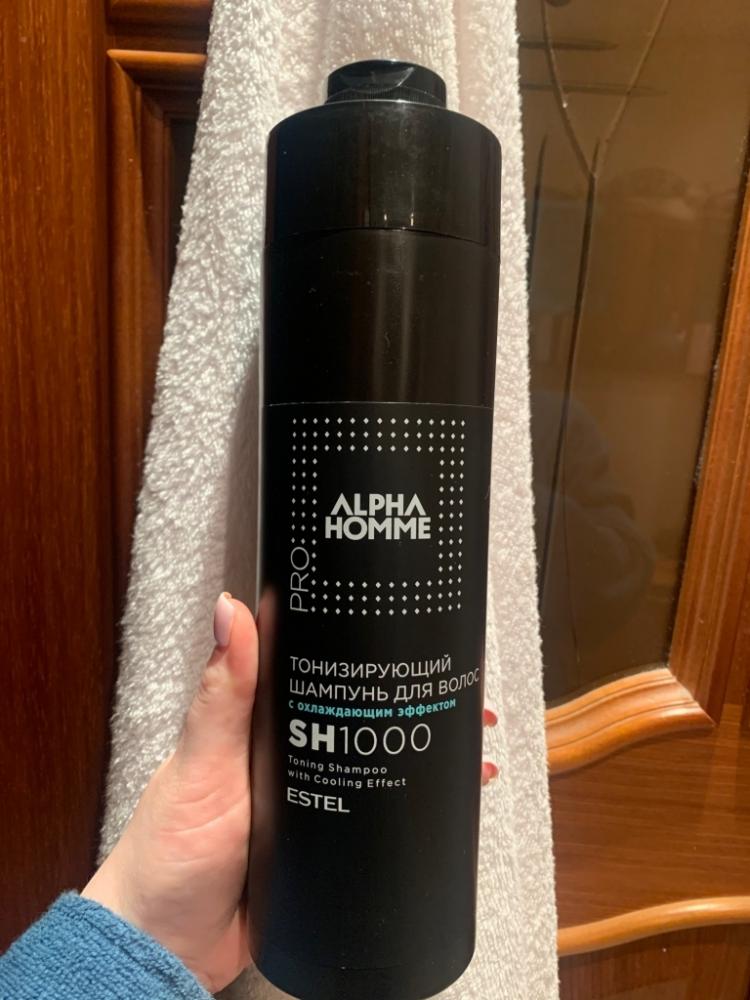 ALPHA
HOMME
PRO
ТОНИЗИРУЮЩИЙ
ШАМПУНЬ ДЛЯ ВОЛОС
с охлаждающим эффектом
SH1000
Toning Shampoo
with Cooling Effect
ESTEL